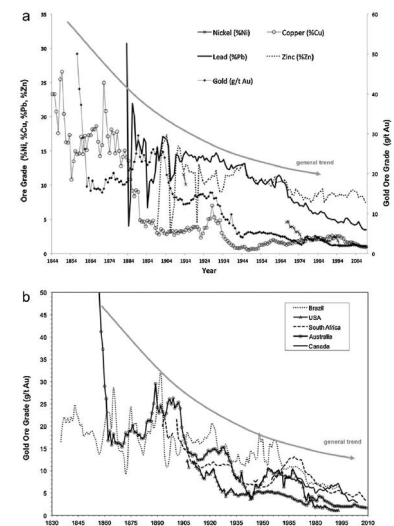 a
Nickel (%Ni) Copper (%Cu)
Lead (%Pb) Zinc (%Zn)
Gold (g/t Au)
general trend
Ore Grade (%Ni, %Cu, %Pb, %Zn)
35
30
25
20
15
10
5
0
Gold Ore Grade (g/t Au)
60
50
40
30
20
10
0
1844 1854 1864 1874 1884 1894 1904 1914 1924 1934 1944 1954 1964 1974 1984 1994 2004
Year
b
Gold Ore Grade (g/t Au)
50
45
40
35
30
25
20
15
10
5
0
Brazil
USA
South Africa
Australia
Canada
general trend
1830 1845 1860 1875 1890 1905 1920 1935 1950 1965 1980 1995 2010